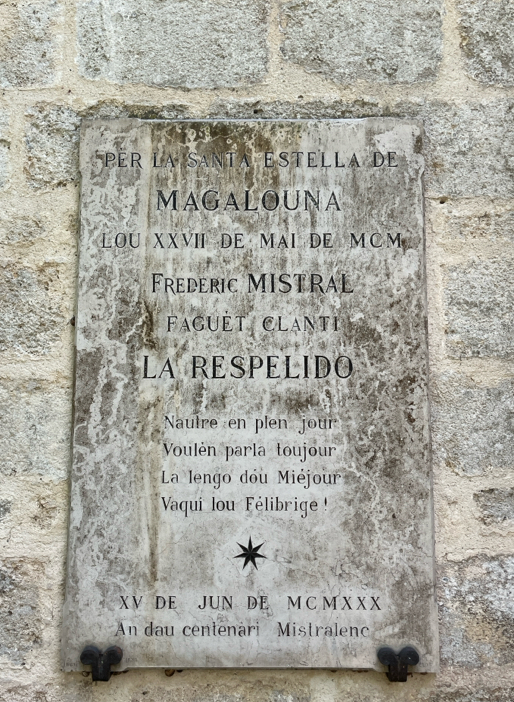 PER LA SANTA ESTELLA DE
MAGALOUNA
LOU XXVII DE MAI DE MCM
FREDERIC MISTRAL
FAGUÈT CLANTI
LA RESPELIDO
Nautre en plen jour
Voulèn parla toujour
La lengo dóu Miéjour
Vaqui lou Félibrige !
XV DE JUN DE MCMXXX
An dau centenàri Mistralenc